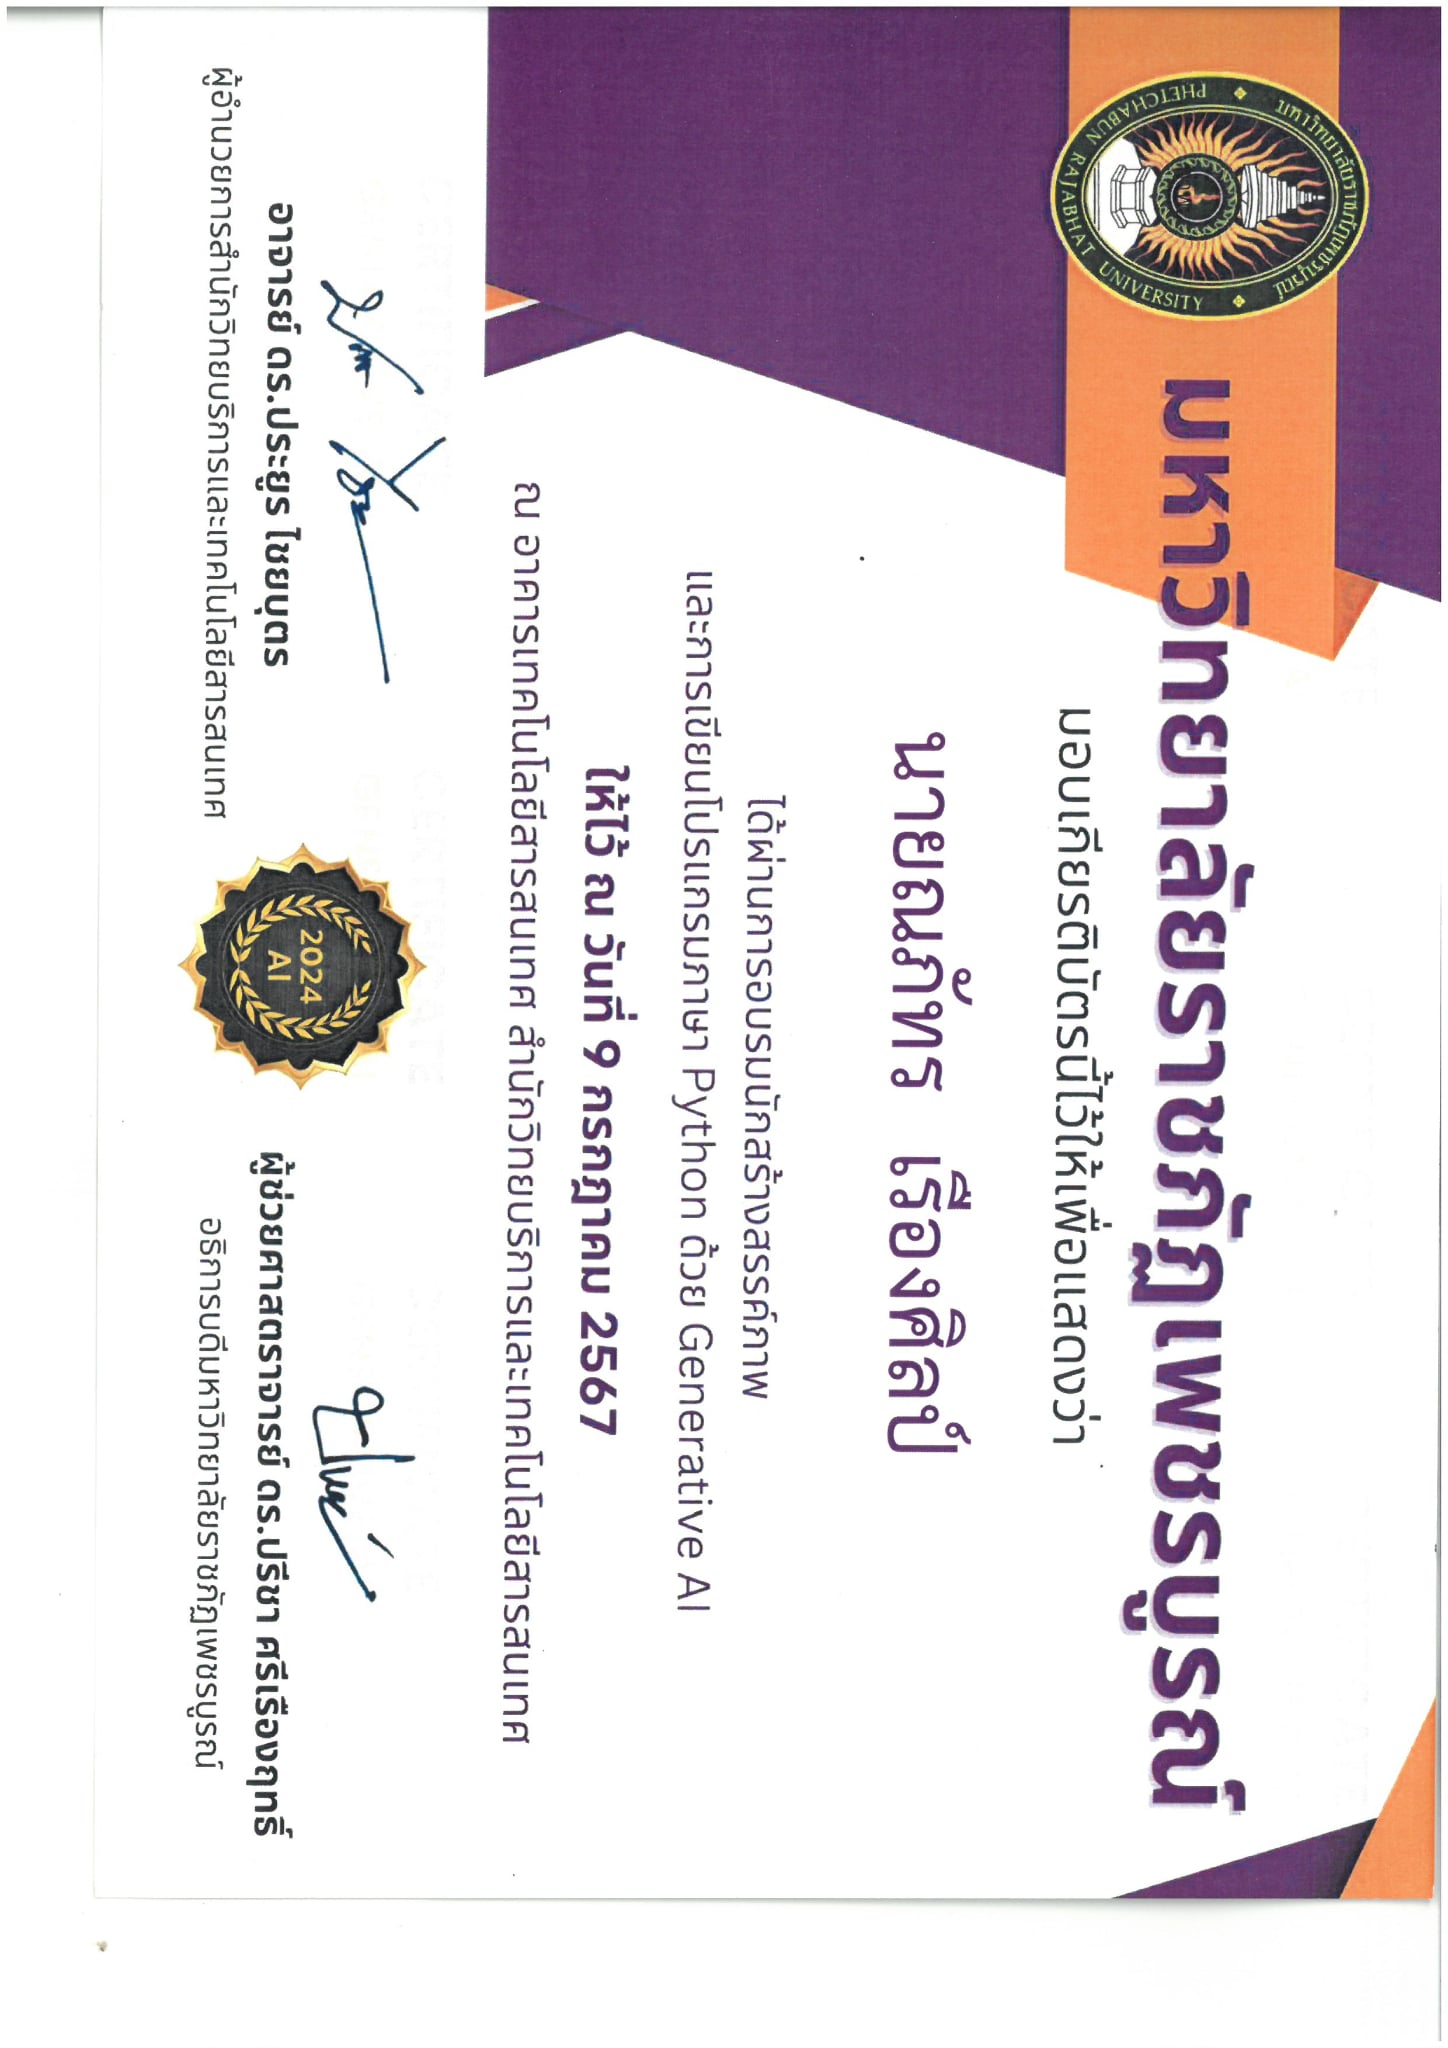 มหาวิทยาลัยราชภัฏเพชรบูรณ์
PHETCHABUN RAJABHAT UNIVERSITY
มหาวิทยาลัยราชภัฏเพชรบูรณ์
มอบเกียรติบัตรนี้ไว้ให้เพื่อแสดงว่า
นายณภัทร เรืองศิลป์
ได้ผ่านการอบรมนักสร้างสรรค์ภาพ
และการเขียนโปรแกรมภาษา Python ด้วย Generative AI
ให้ไว้ ณ วันที่ 9 กรกฎาคม 2567
ณ อาคารเทคโนโลยีสารสนเทศ สำนักวิทยบริการและเทคโนโลยีสารสนเทศ
อาจารย์ ดร.ประยูร ไชยบุตร
ผู้อำนวยการสำนักวิทยบริการและเทคโนโลยีสารสนเทศ
2024
AI
ผู้ช่วยศาสตราจารย์ ดร.ปรีชา ศรีเรืองฤทธิ์
อธิการบดีมหาวิทยาลัยราชภัฏเพชรบูรณ์